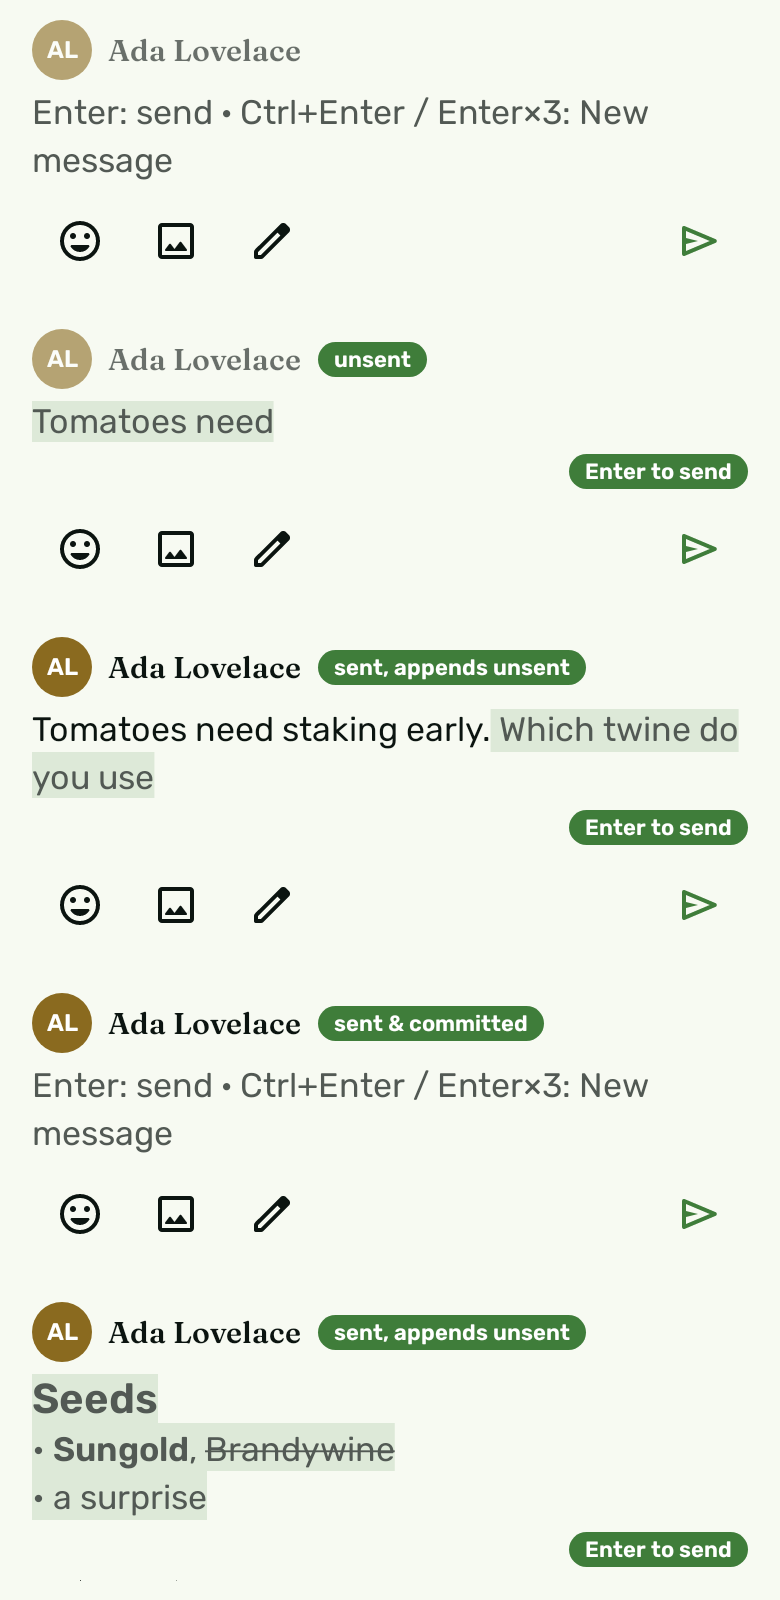 AL Ada Lovelace
Enter: send • Ctrl+Enter / Enter×3: New
message
AL Ada Lovelace unsent
Tomatoes need
Enter to send
AL Ada Lovelace sent, appends unsent
Tomatoes need staking early. Which twine do
you use
Enter to send
AL Ada Lovelace sent & committed
Enter: send • Ctrl+Enter / Enter×3: New
message
AL Ada Lovelace sent, appends unsent
Seeds
• Sungold, Brandywine
• a surprise
Enter to send